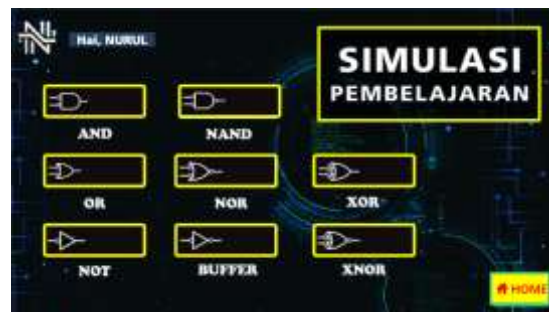 Hai, NURUL
SIMULASI
PEMBELAJARAN
AND
NAND
OR
NOR
XOR
NOT
BUFFER
XNOR
HOME